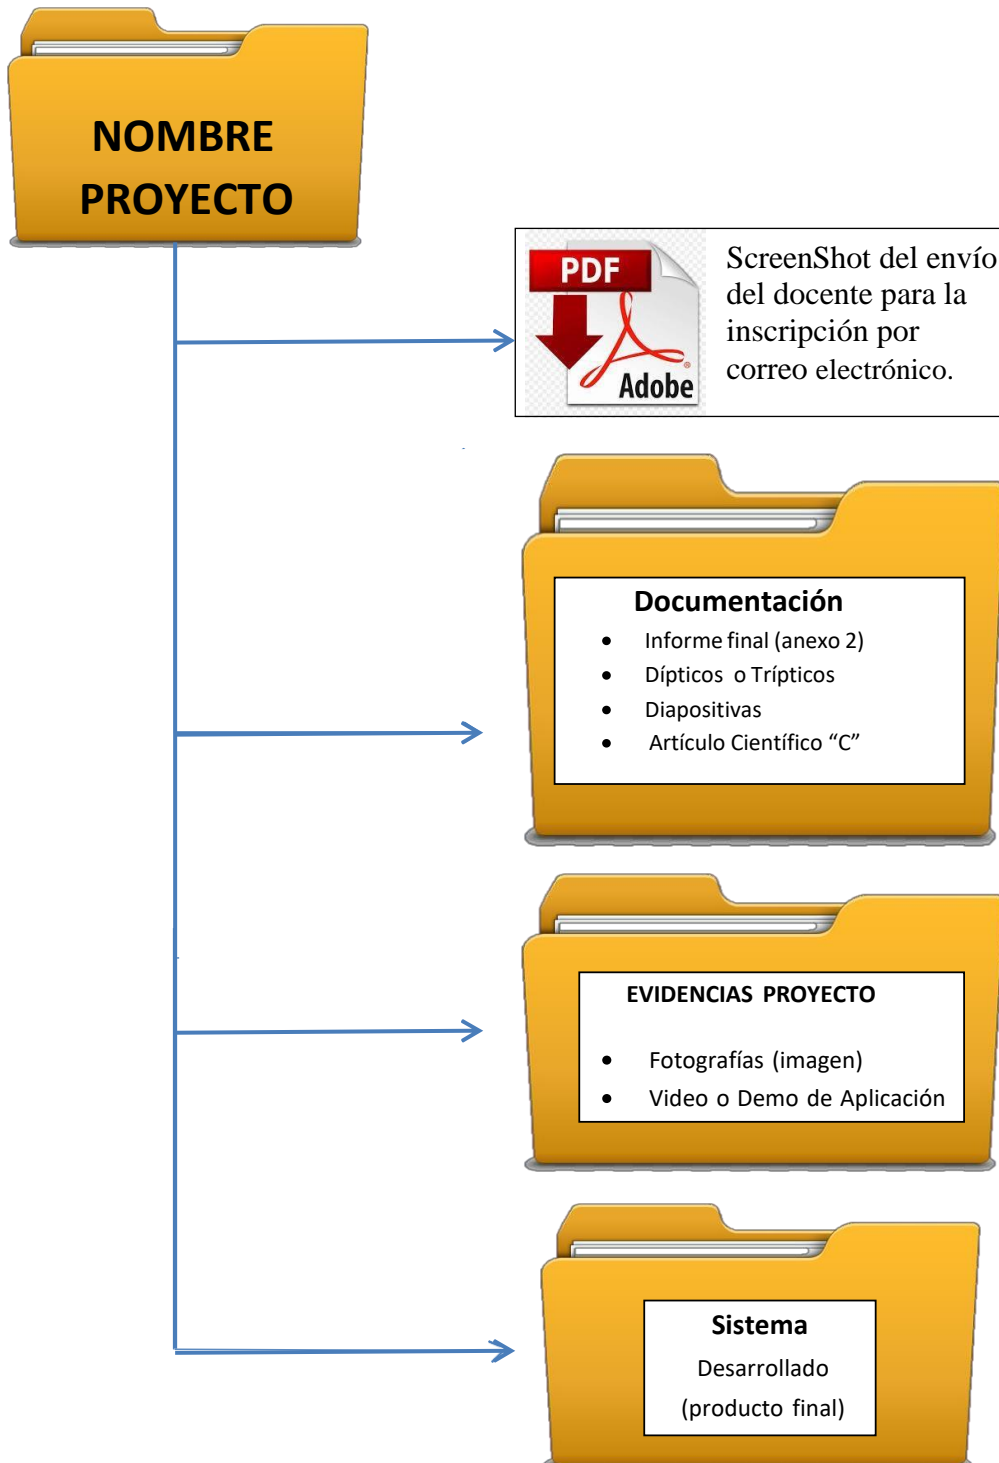 NOMBRE
PROYECTO
PDF
Adobe
ScreenShot del envío
del docente para la
inscripción por
correo electrónico.
Documentación
• Informe final (anexo 2)
• Dípticos o Trípticos
• Diapositivas
• Artículo Científico “C”
EVIDENCIAS PROYECTO
• Fotografías (imagen)
• Video o Demo de Aplicación
Sistema
Desarrollado
(producto final)